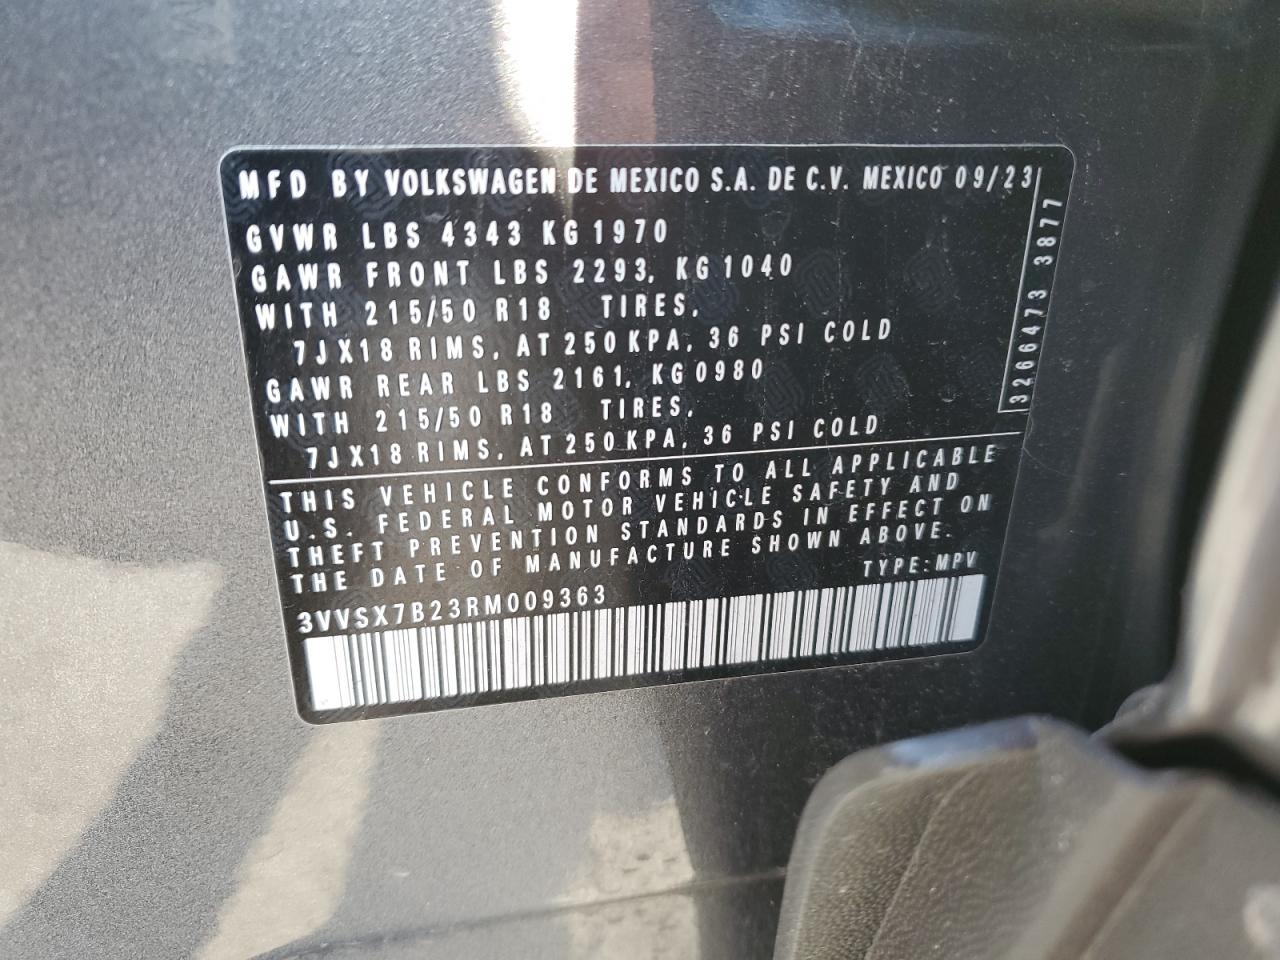 MFD BY VOLKSWAGEN DE MEXICO S.A. DE C.V. MEXICO 09/23
GVWR LBS 4343 KG 1970
GAWR FRONT LBS 2293, KG 1040
WITH 215/50 R18 TIRES,
7JX18 RIMS, AT 250 KPA, 36 PSI COLD
GAWR REAR LBS 2161, KG 0980
WITH 215/50 R18 TIRES,
7JX18 RIMS, AT 250 KPA, 36 PSI COLD
3266473 3877
THIS VEHICLE CONFORMS TO ALL APPLICABLE
U.S. FEDERAL MOTOR VEHICLE SAFETY AND
THEFT PREVENTION STANDARDS IN EFFECT ON
THE DATE OF MANUFACTURE SHOWN ABOVE.
TYPE: MPV
3VVSX7B23RM009363